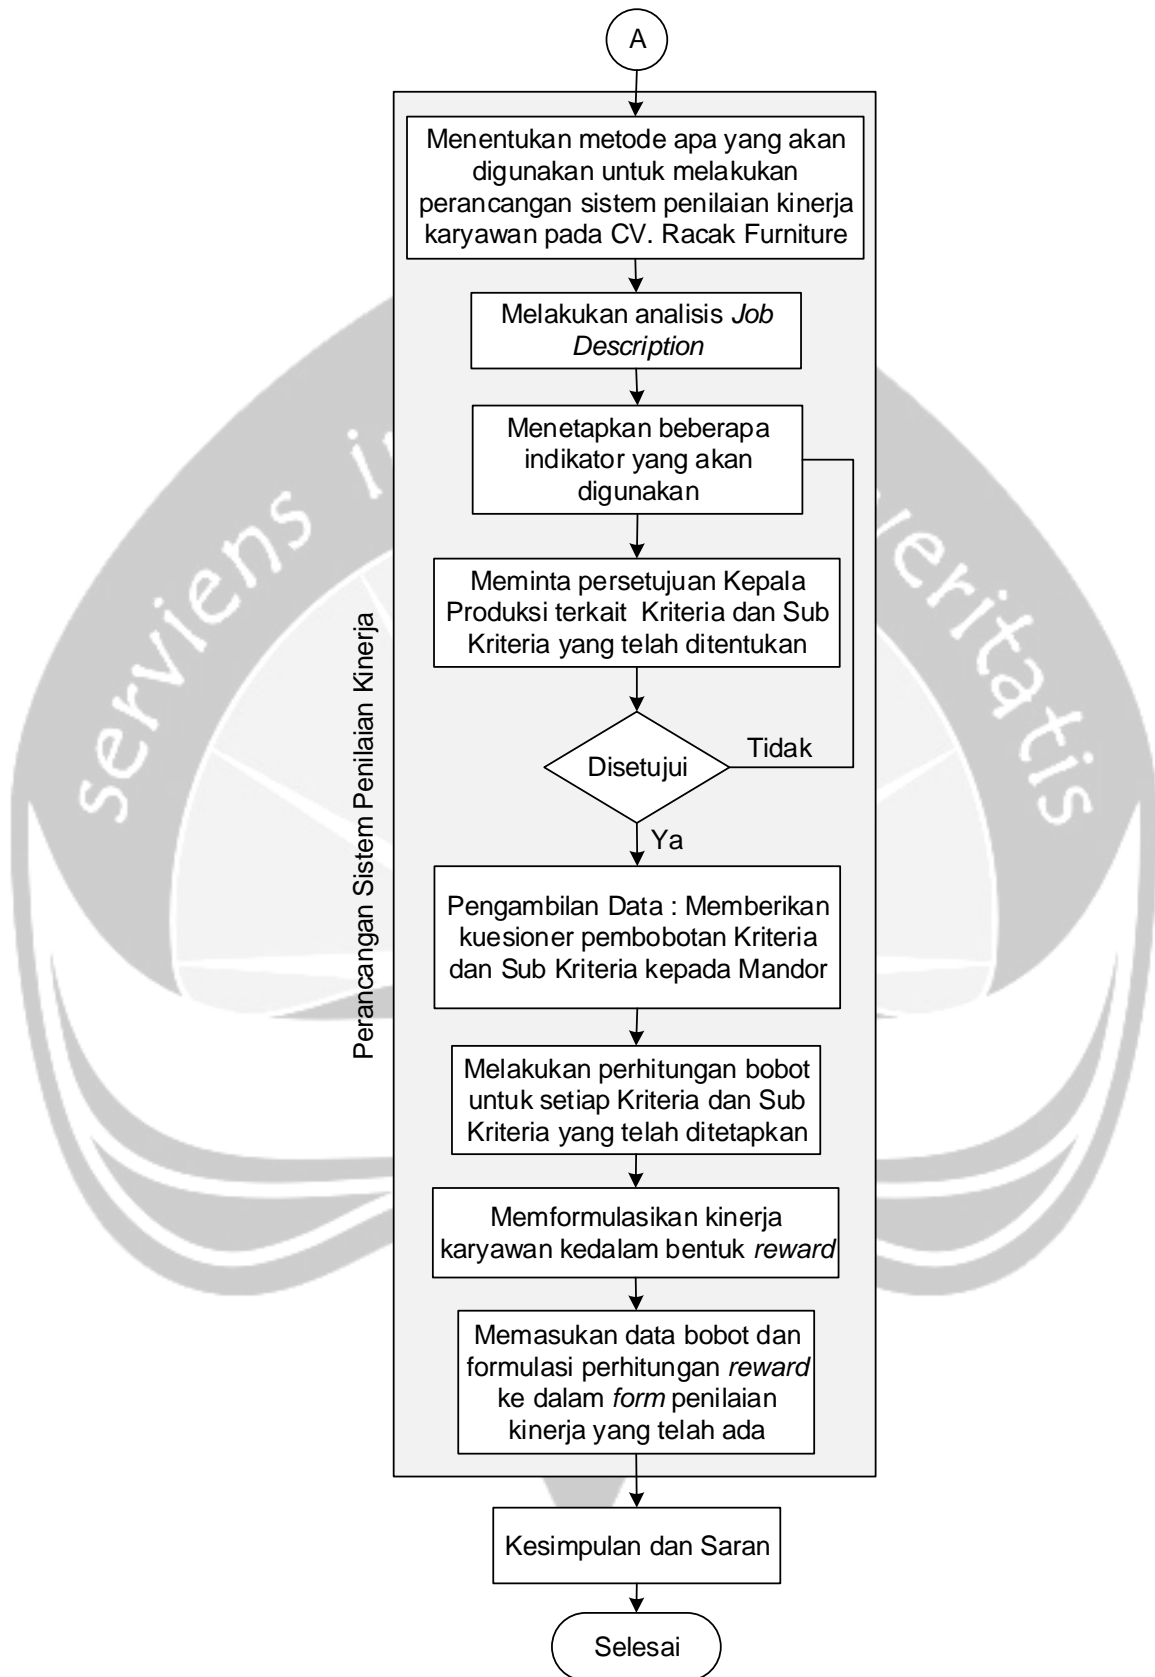 A
Menentukan metode apa yang akan
digunakan untuk melakukan
perancangan sistem penilaian kinerja
karyawan pada CV. Racak Furniture
Melakukan analisis Job
Description
Menetapkan beberapa
indikator yang akan
digunakan
Meminta persetujuan Kepala
Produksi terkait  Kriteria dan Sub
Kriteria yang telah ditentukan
Disetujui
Tidak
Ya
Pengambilan Data : Memberikan
kuesioner pembobotan Kriteria
dan Sub Kriteria kepada Mandor
Melakukan perhitungan bobot
untuk setiap Kriteria dan Sub
Kriteria yang telah ditetapkan
Memformulasikan kinerja
karyawan kedalam bentuk reward
Memasukan data bobot dan
formulasi perhitungan reward
ke dalam form penilaian
kinerja yang telah ada
Perancangan Sistem Penilaian Kinerja
Kesimpulan dan Saran
Selesai
serviens
veritatis